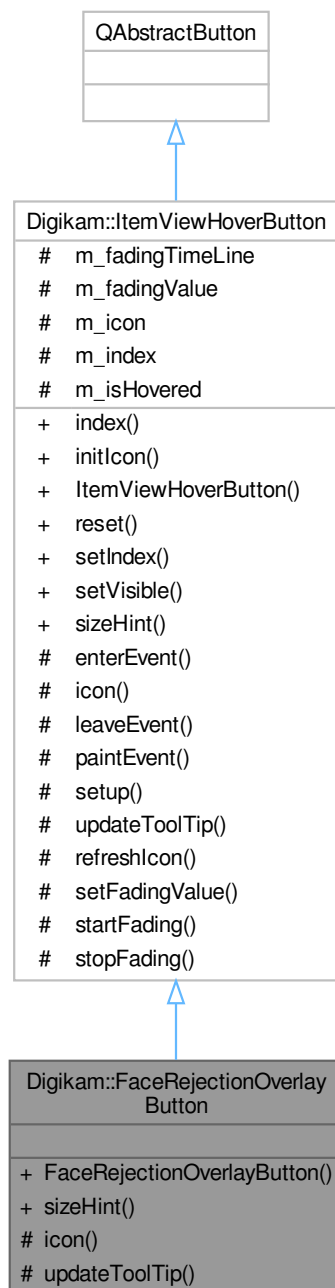 QAbstractButton
Digikam::ItemViewHoverButton
# m_fadingTimeLine
# m_fadingValue
# m_icon
# m_index
# m_isHovered
+ index()
+ initIcon()
+ ItemViewHoverButton()
+ reset()
+ setIndex()
+ setVisible()
+ sizeHint()
# enterEvent()
# icon()
# leaveEvent()
# paintEvent()
# setup()
# updateToolTip()
# refreshIcon()
# setFadingValue()
# startFading()
# stopFading()
Digikam::FaceRejectionOverlay
Button
+ FaceRejectionOverlayButton()
+ sizeHint()
# icon()
# updateToolTip()